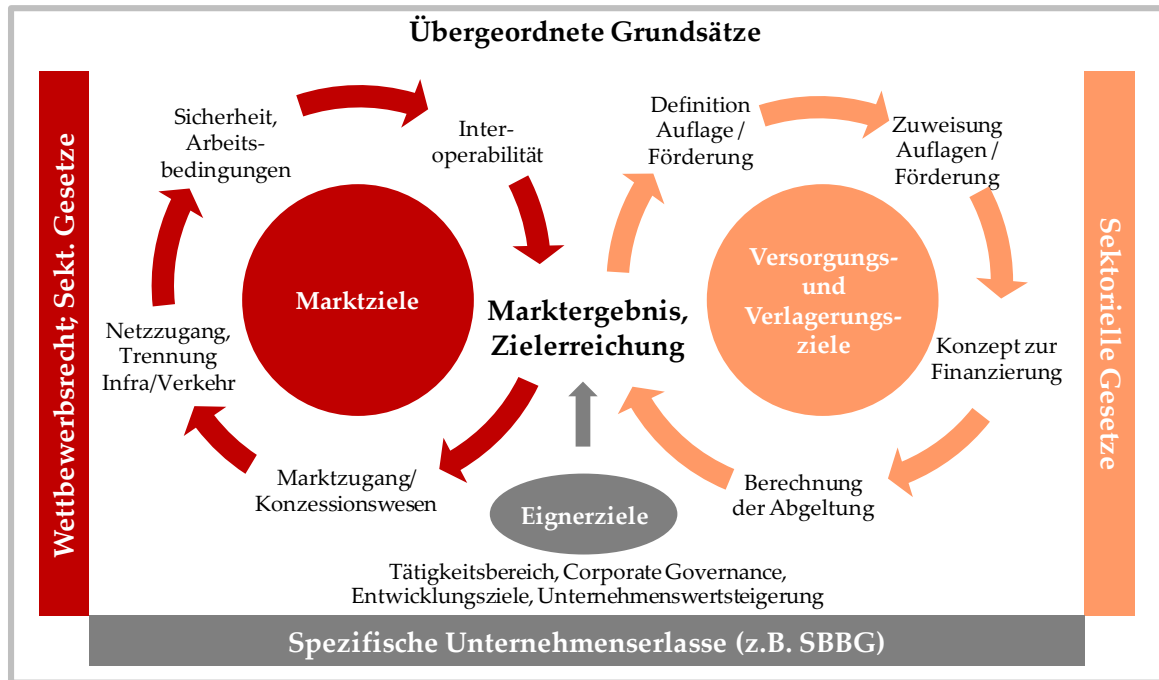 Übergeordnete Grundsätze
Wettbewerbsrecht; Sekt. Gesetze
Sicherheit,
Arbeits-
bedingungen
Inter-
operabilität
Marktziele
Netzzugang,
Trennung
Infra/Verkehr
Marktzugang/
Konzessionswesen
Marktergebnis,
Zielerreichung
Definition
Auflage /
Förderung
Zuweisung
Auflagen /
Förderung
Versorgungs-
und
Verlagerungs-
ziele
Konzept zur
Finanzierung
Berechnung
der Abgeltung
Sektorielle Gesetze
Eignerziele
Tätigkeitsbereich, Corporate Governance,
Entwicklungsziele, Unternehmenswertsteigerung
Spezifische Unternehmenserlasse (z.B. SBBG)